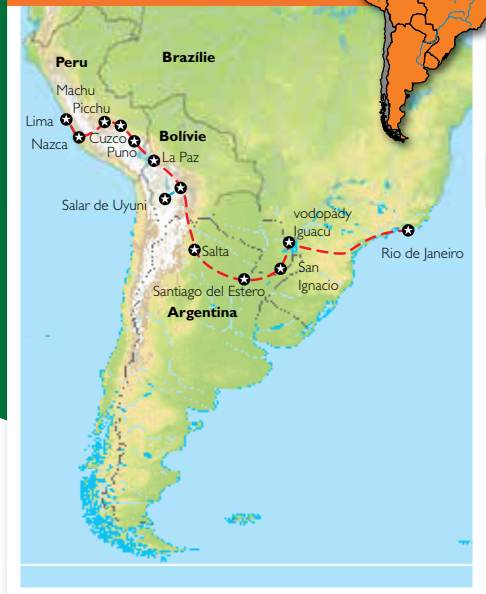 Peru
Brazílie
Machu
Picchu
Lima
Nazca
Cuzco
Puno
Bolívie
La Paz
Salar de Uyuni
vodopády
Iguacu
Rio de Janeiro
Salta
San
Ignacio
Santiago del Estero
Argentina